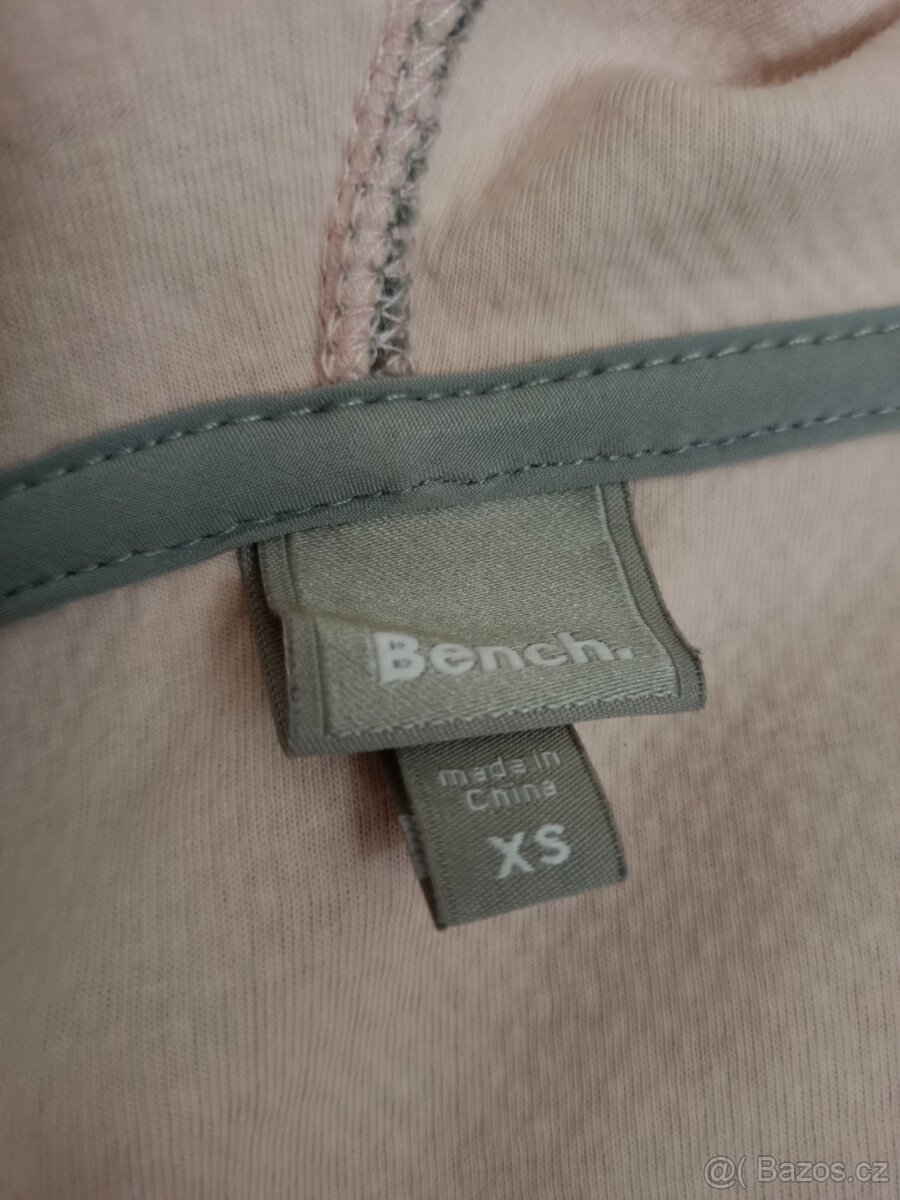 Bench.
made in
China
XS
@( Bazos.cz